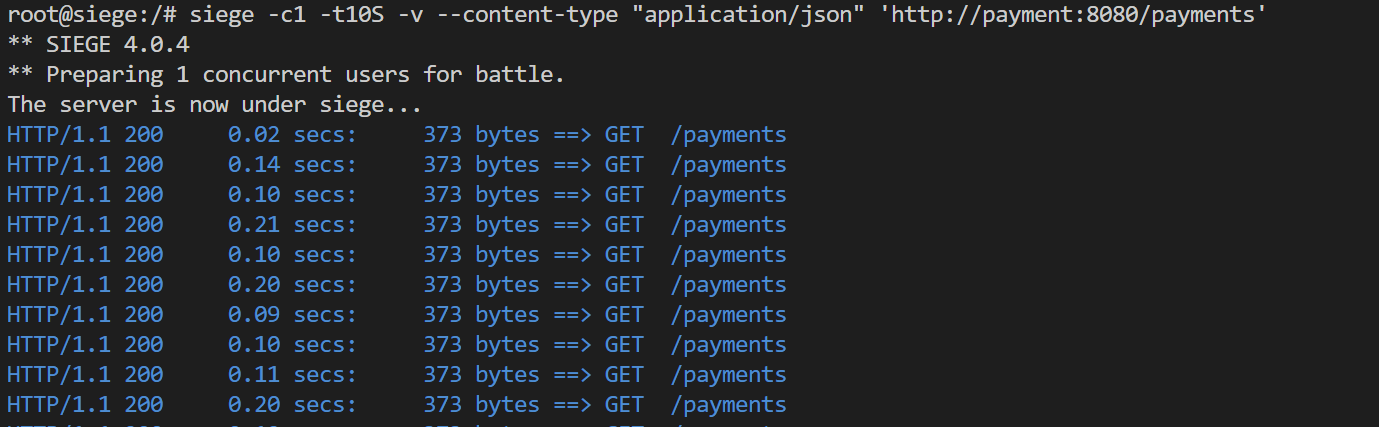 root@siege:/# siege -c1 -t10S -v --content-type "application/json" 'http://payment:8080/payments'
** SIEGE 4.0.4
** Preparing 1 concurrent users for battle.
The server is now under siege...
HTTP/1.1 200     0.02 secs:     373 bytes ==> GET  /payments
HTTP/1.1 200     0.14 secs:     373 bytes ==> GET  /payments
HTTP/1.1 200     0.10 secs:     373 bytes ==> GET  /payments
HTTP/1.1 200     0.21 secs:     373 bytes ==> GET  /payments
HTTP/1.1 200     0.10 secs:     373 bytes ==> GET  /payments
HTTP/1.1 200     0.20 secs:     373 bytes ==> GET  /payments
HTTP/1.1 200     0.09 secs:     373 bytes ==> GET  /payments
HTTP/1.1 200     0.10 secs:     373 bytes ==> GET  /payments
HTTP/1.1 200     0.11 secs:     373 bytes ==> GET  /payments
HTTP/1.1 200     0.20 secs:     373 bytes ==> GET  /payments